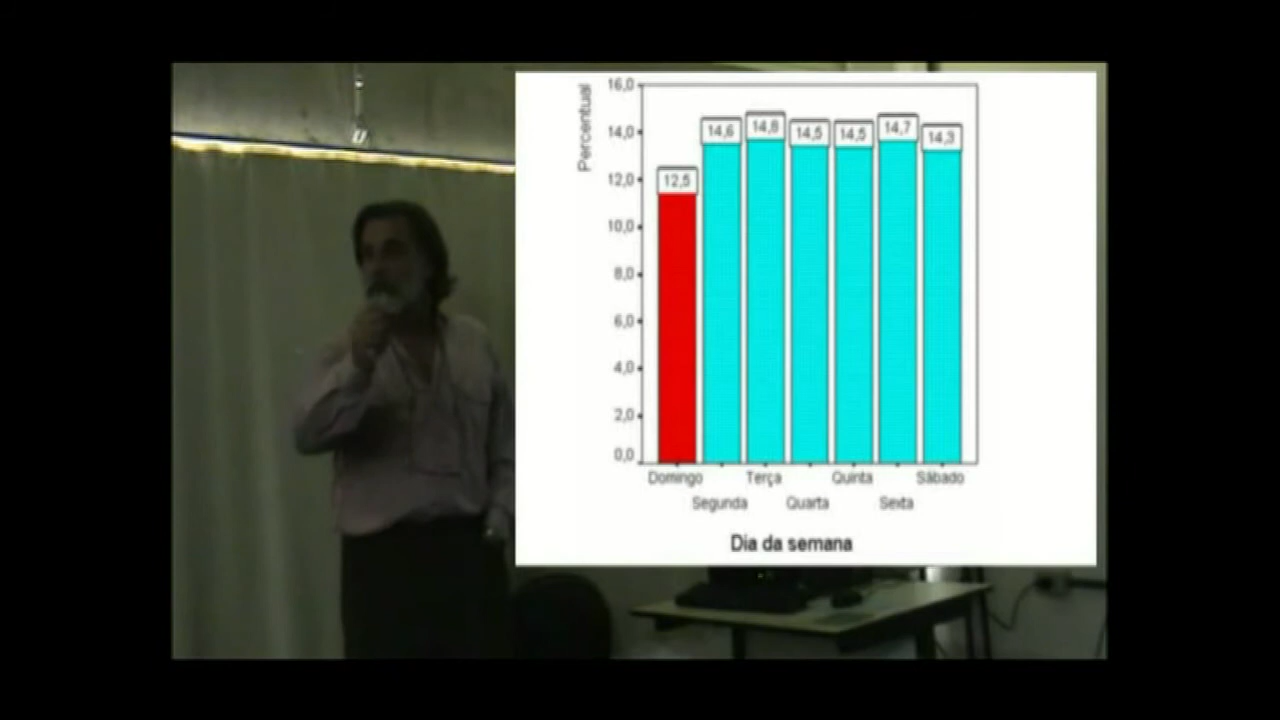 Percentual
16,0
14,0
12,0
10,0
8,0
6,0
4,0
2,0
0,0
12,5
14,6
14,8
14,5
14,5
14,7
14,3
Domingo
Segunda
Terça
Quarta
Quinta
Sexta
Sábado
Dia da semana